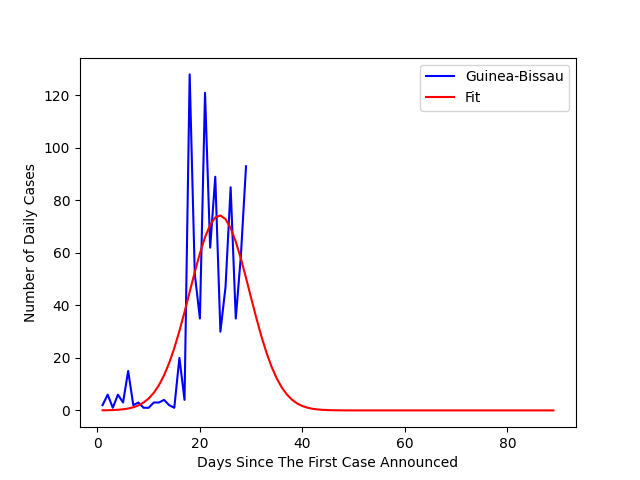 Guinea-Bissau
Fit
120
100
80
60
40
20
0
Number of Daily Cases
0 20 40 60 80
Days Since The First Case Announced